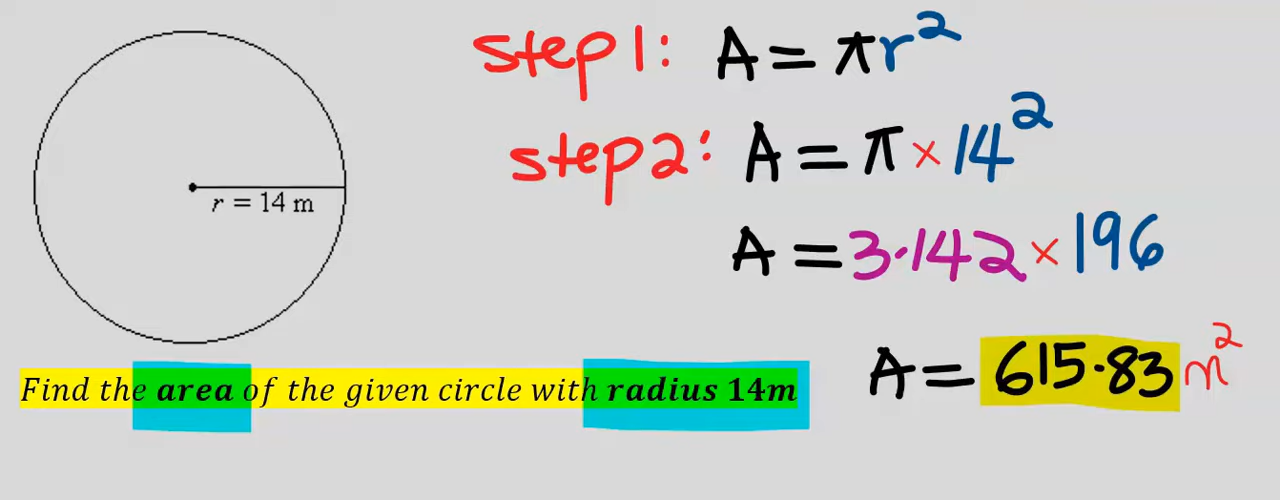 r = 14 m
Find the area of the given circle with radius 14m
step1: A = πr²
step2: A = π × 14²
A = 3·142 × 196
A = 615·83 m²